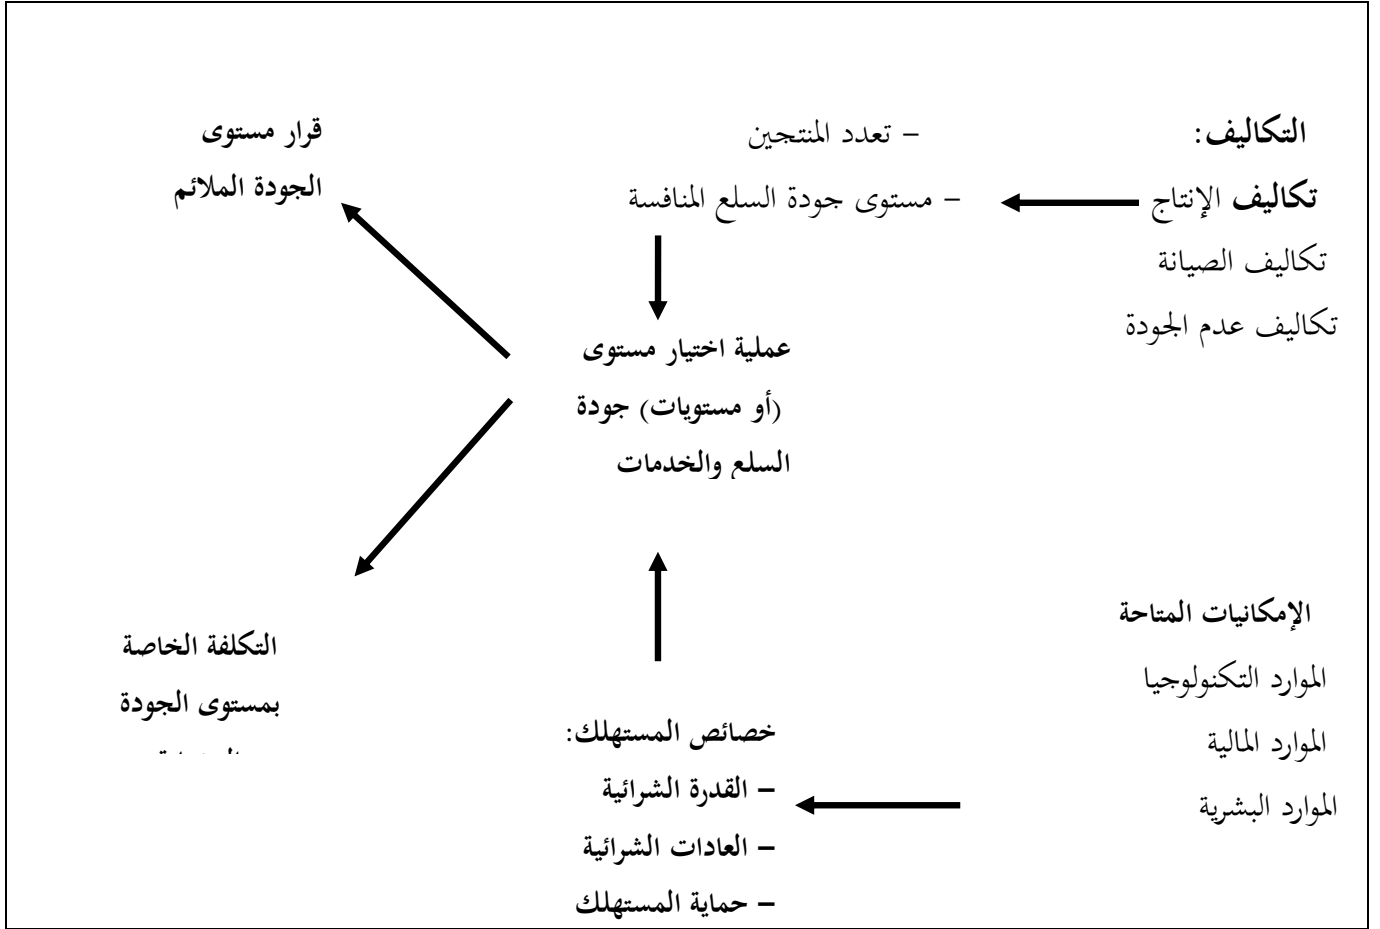 التكاليف:
تكاليف الإنتاج
تكاليف الصيانة
تكاليف عدم الجودة
– تعدد المنتجين
– مستوى جودة السلع المنافسة
قرار مستوى
الجودة الملائم
عملية اختيار مستوى
(أو مستويات) جودة
السلع والخدمات
الإمكانيات المتاحة
الموارد التكنولوجيا
الموارد المالية
الموارد البشرية
خصائص المستهلك:
– القدرة الشرائية
– العادات الشرائية
– حماية المستهلك
التكلفة الخاصة
بمستوى الجودة